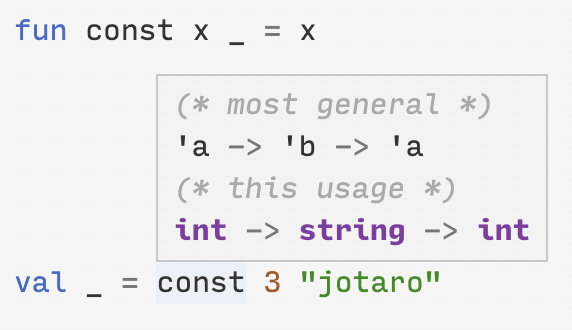 fun const x _ = x
(* most general *)
'a -> 'b -> 'a
(* this usage *)
int -> string -> int
val _ = const 3 "jotaro"